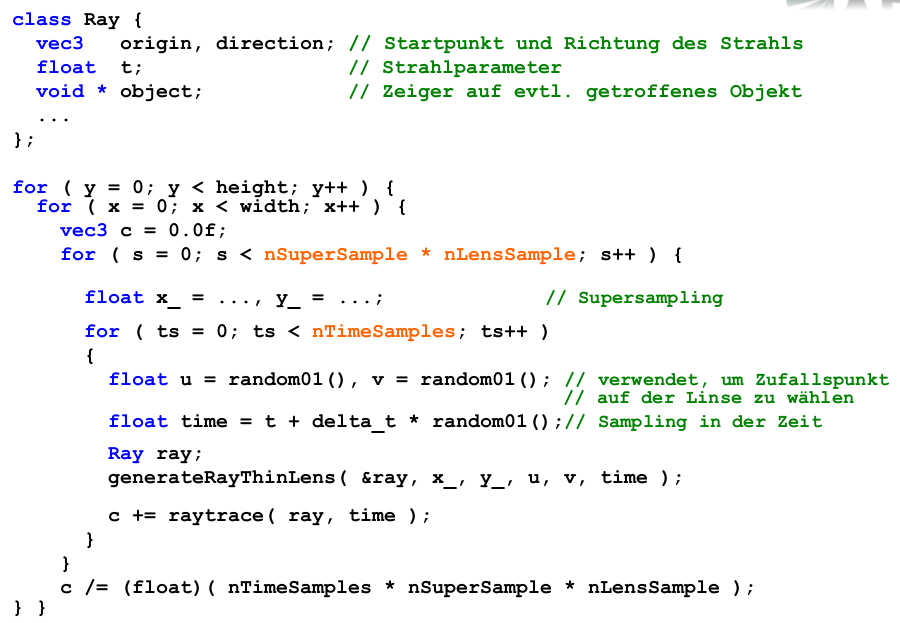 class Ray {
  vec3   origin, direction; // Startpunkt und Richtung des Strahls
  float  t;                 // Strahlparameter
  void * object;            // Zeiger auf evtl. getroffenes Objekt
  ...
};
for ( y = 0; y < height; y++ ) {
  for ( x = 0; x < width; x++ ) {
    vec3 c = 0.0f;
    for ( s = 0; s < nSuperSample * nLensSample; s++ ) {
      float x_ = ..., y_ = ...;             // Supersampling
      for ( ts = 0; ts < nTimeSamples; ts++ )
      {
        float u = random01(), v = random01(); // verwendet, um Zufallspunkt
                                              // auf der Linse zu wählen
        float time = t + delta_t * random01();// Sampling in der Zeit
        Ray ray;
        generateRayThinLens( &ray, x_, y_, u, v, time );
        c += raytrace( ray, time );
      }
    }
    c /= (float)( nTimeSamples * nSuperSample * nLensSample );
} }